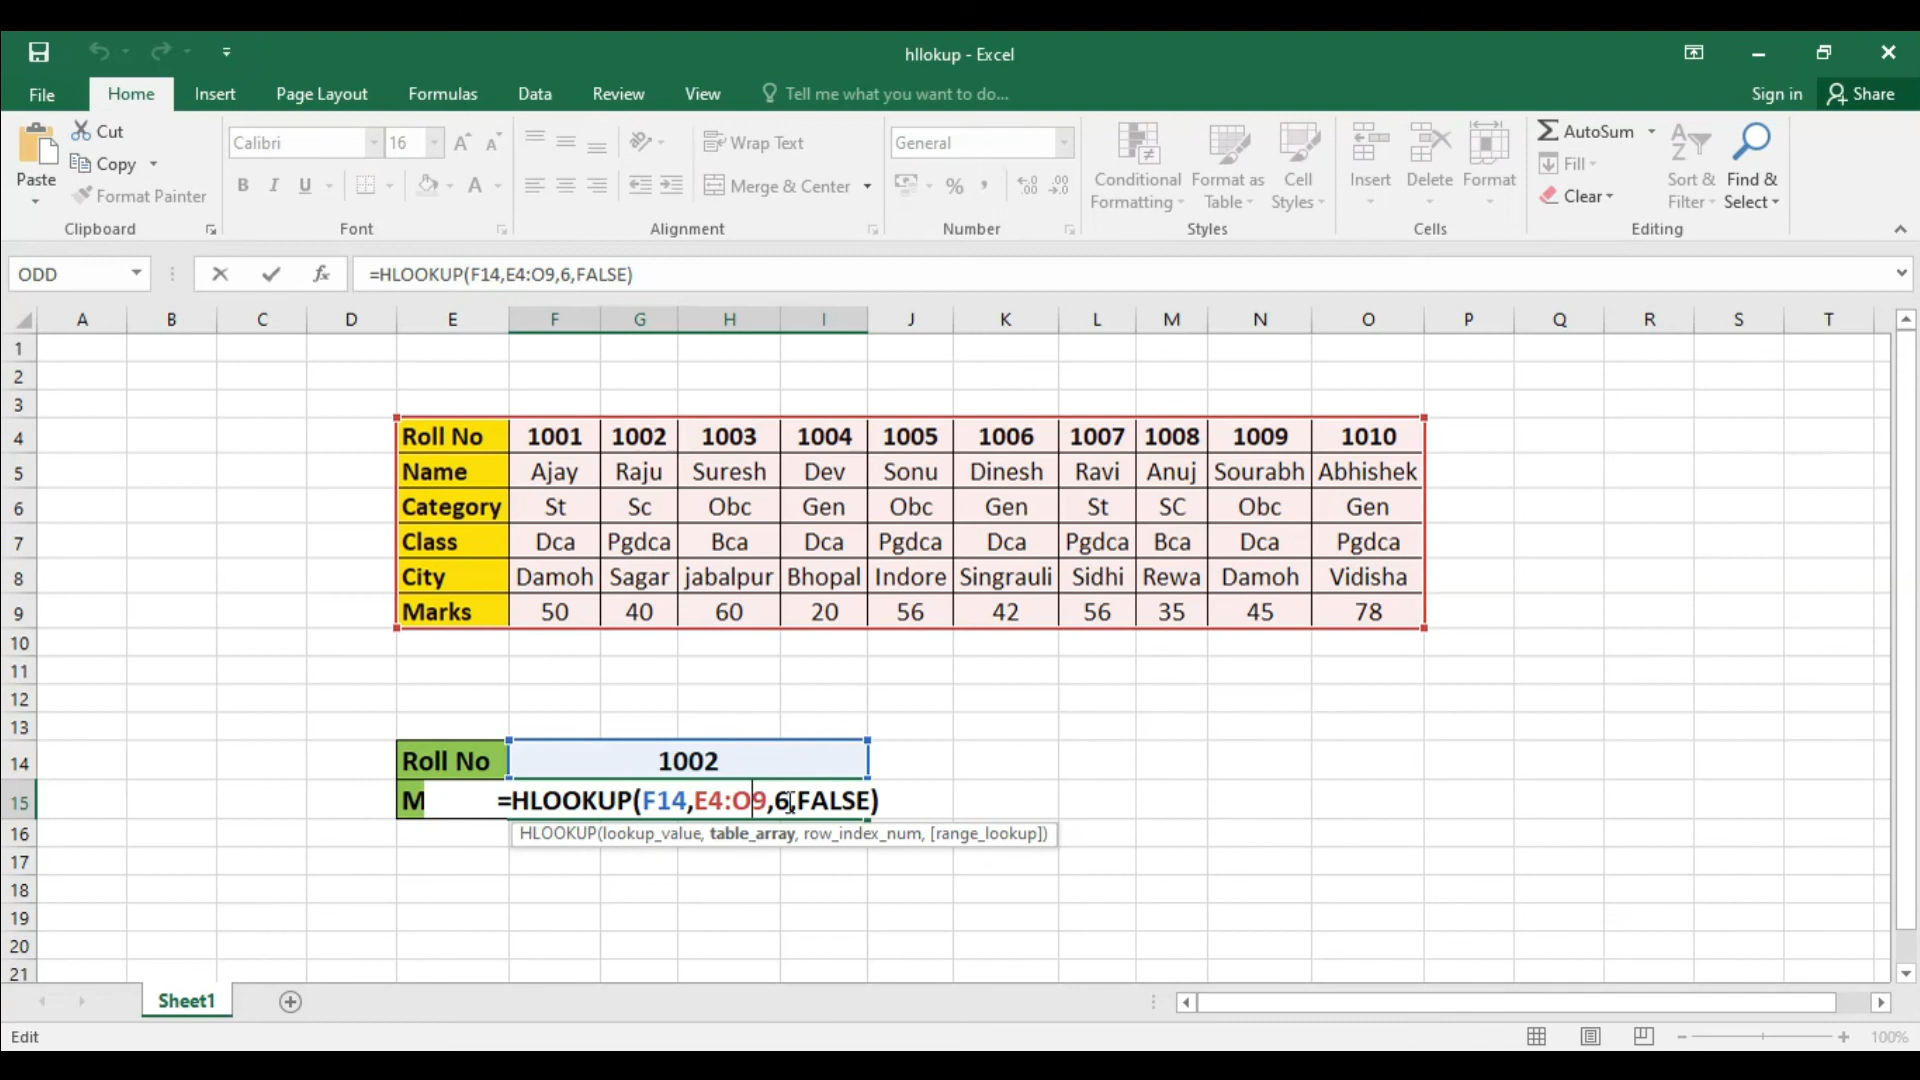 hllokup - Excel
File Home Insert Page Layout Formulas Data Review View Tell me what you want to do... Sign in Share
Cut
Copy
Format Painter
Paste
Clipboard
Calibri 16
B I U A
Font
Wrap Text
Merge & Center
Alignment
General
%
Number
Conditional Formatting
Format as Table
Cell Styles
Styles
Insert Delete Format
Cells
AutoSum
Fill
Clear
Sort & Filter
Find & Select
Editing
ODD fx =HLOOKUP(F14,E4:O9,6,FALSE)
A B C D E F G H I J K L M N O P Q R S T
1
2
3
4 Roll No 1001 1002 1003 1004 1005 1006 1007 1008 1009 1010
5 Name Ajay Raju Suresh Dev Sonu Dinesh Ravi Anuj Sourabh Abhishek
6 Category St Sc Obc Gen Obc Gen St SC Obc Gen
7 Class Dca Pgdca Bca Dca Pgdca Dca Pgdca Bca Dca Pgdca
8 City Damoh Sagar jabalpur Bhopal Indore Singrauli Sidhi Rewa Damoh Vidisha
9 Marks 50 40 60 20 56 42 56 35 45 78
10
11
12
13
14 Roll No 1002
15 M =HLOOKUP(F14,E4:O9,6,FALSE)
HLOOKUP(lookup_value, table_array, row_index_num, [range_lookup])
16
17
18
19
20
21
Sheet1
Edit 100%